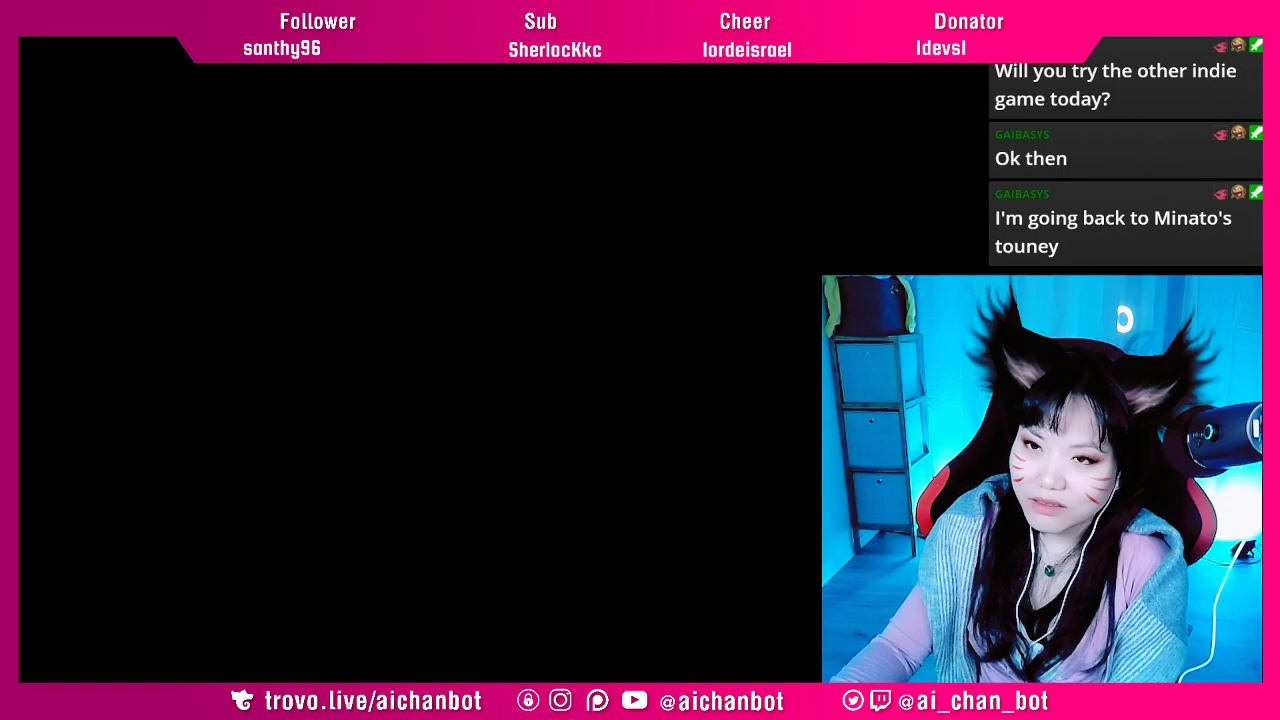 Follower
Sub
Cheer
Donator
santhy96
SherlocKkc
lordeisrael
ldevsl
Will you try the other indie
game today?
GAIBASYS
Ok then
GAIBASYS
I'm going back to Minato's
touney
trovo.live/aichanbot
@aichanbot
@ai_chan_bot